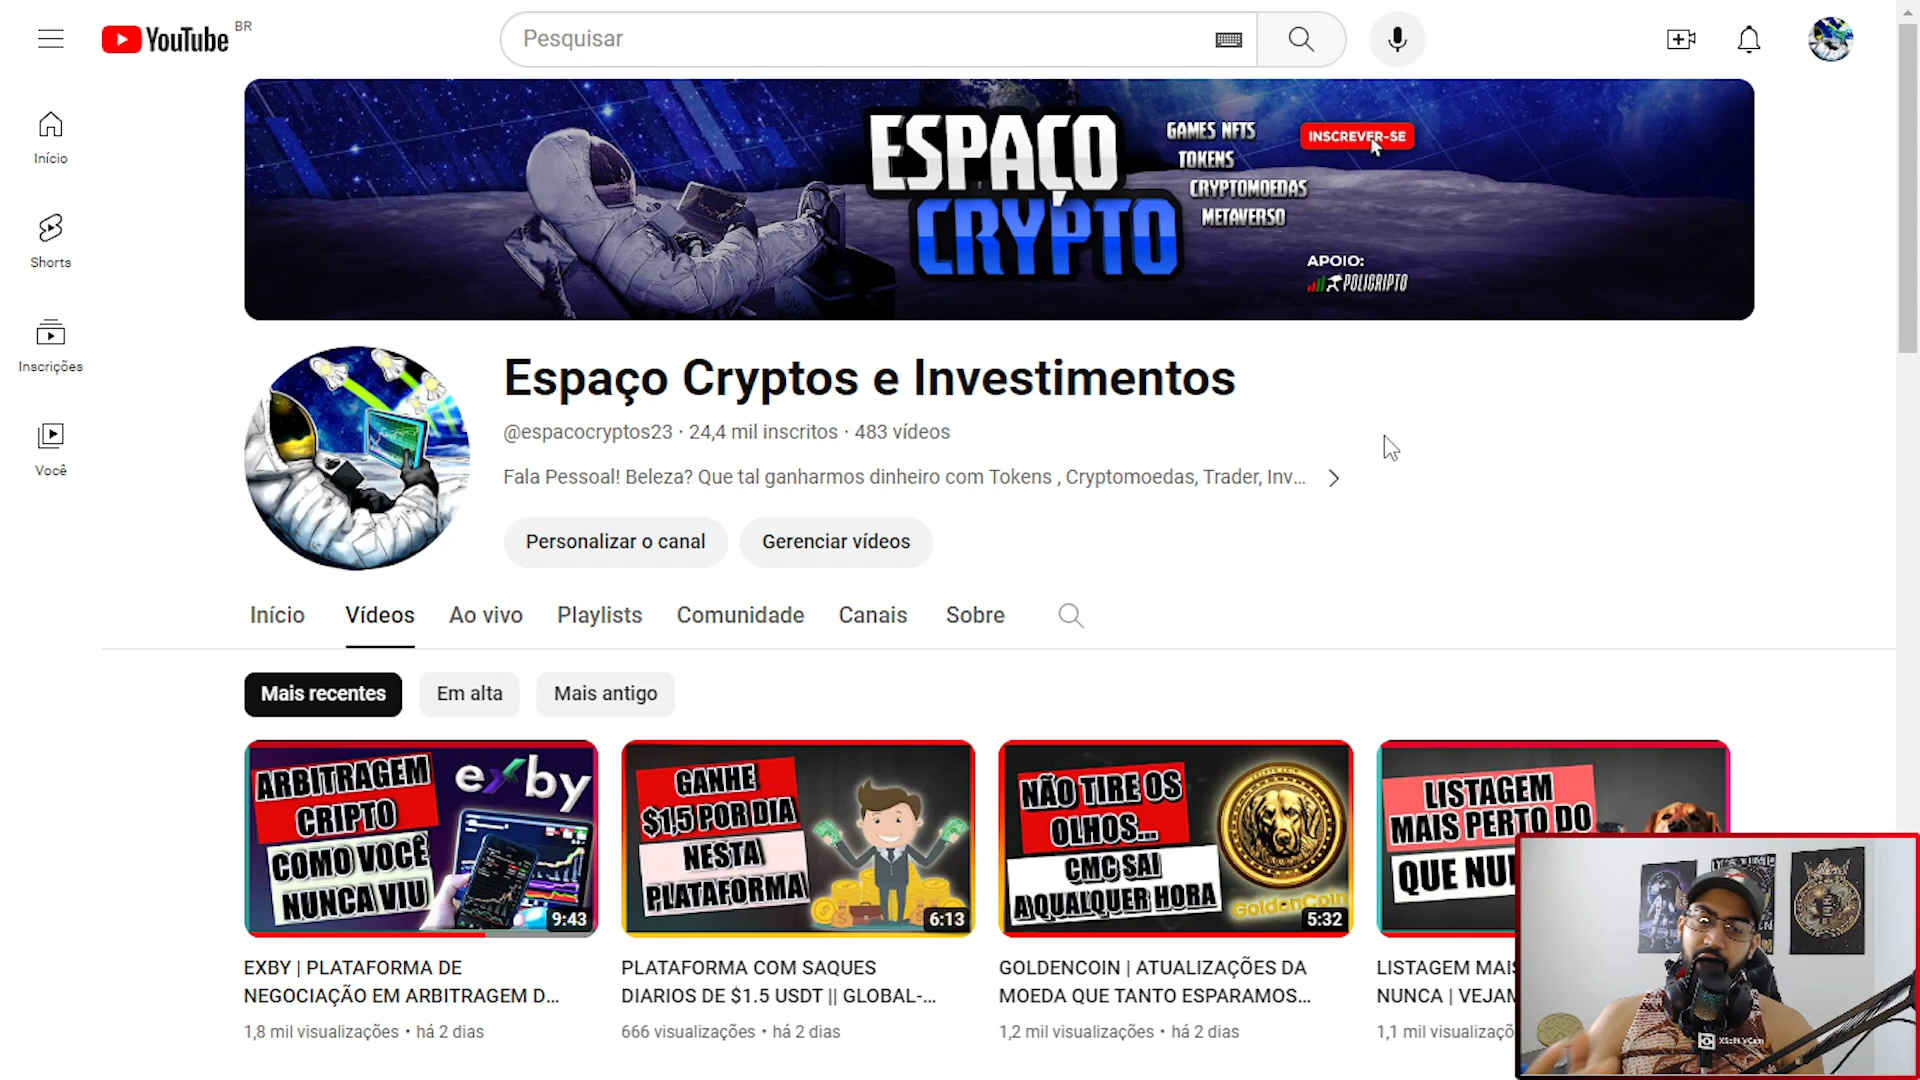 YouTube BR
Pesquisar
Início
Shorts
Inscrições
Você
ESPAÇO
CRYPTO
GAMES NFTS
TOKENS
CRYPTOMOEDAS
METAVERSO
INSCREVER-SE
APOIO:
POLICRIPTO
Espaço Cryptos e Investimentos
@espacocryptos23 · 24,4 mil inscritos · 483 vídeos
Fala Pessoal! Beleza? Que tal ganharmos dinheiro com Tokens , Cryptomoedas, Trader, Inv...
Personalizar o canal
Gerenciar vídeos
Início
Vídeos
Ao vivo
Playlists
Comunidade
Canais
Sobre
Mais recentes
Em alta
Mais antigo
ARBITRAGEM
CRIPTO
COMO VOCÊ
NUNCA VIU
exby
9:43
GANHE
$1,5 POR DIA
NESTA
PLATAFORMA
6:13
NÃO TIRE OS
OLHOS...
CMC SAI
A QUALQUER HORA
GoldenCoin
5:32
LISTAGEM
MAIS PERTO DO
QUE NU
EXBY | PLATAFORMA DE
NEGOCIAÇÃO EM ARBITRAGEM D...
1,8 mil visualizações • há 2 dias
PLATAFORMA COM SAQUES
DIARIOS DE $1.5 USDT || GLOBAL-...
666 visualizações • há 2 dias
GOLDENCOIN | ATUALIZAÇÕES DA
MOEDA QUE TANTO ESPARAMOS...
1,2 mil visualizações • há 2 dias
LISTAGEM MAIS
NUNCA | VEJAM
1,1 mil visualizaçõ